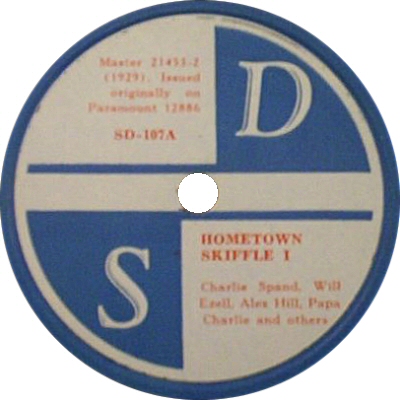 Master 21453-2
(1929). Issued
originally on
Paramount 12886
SD-107A
D
S
HOMETOWN
SKIFFLE I
Charlie Spand, Will
Ezell, Alex Hill, Papa
Charlie and others